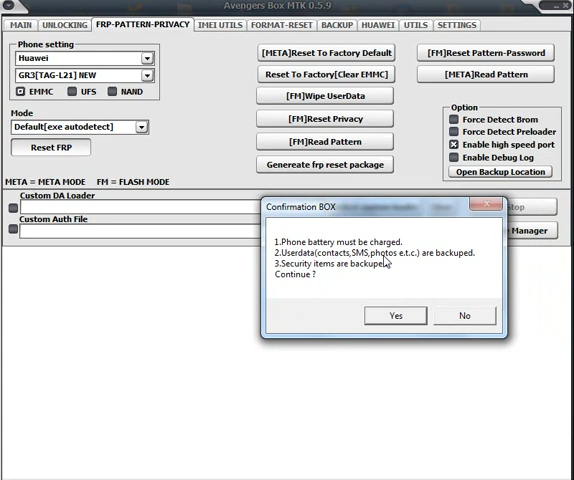 Avengers Box MTK 0.5.9
MAIN UNLOCKING FRP-PATTERN-PRIVACY IMEI UTILS FORMAT-RESET BACKUP HUAWEI UTILS SETTINGS
Phone setting
Huawei
GR3[TAG-L21] NEW
EMMC UFS NAND
Mode
Default[exe autodetect]
Reset FRP
META = META MODE FM = FLASH MODE
[META]Reset To Factory Default
Reset To Factory[Clear EMMC]
[FM]Wipe UserData
[FM]Reset Privacy
[FM]Read Pattern
Generate frp reset package
[FM]Reset Pattern-Password
[META]Read Pattern
Option
Force Detect Brom
Force Detect Preloader
Enable high speed port
Enable Debug Log
Open Backup Location
Custom DA Loader
Stop
Custom Auth File
Manager
Confirmation BOX
1.Phone battery must be charged.
2.Userdata(contacts,SMS,photos e.t.c.) are backuped.
3.Security items are backuped.
Continue ?
Yes No